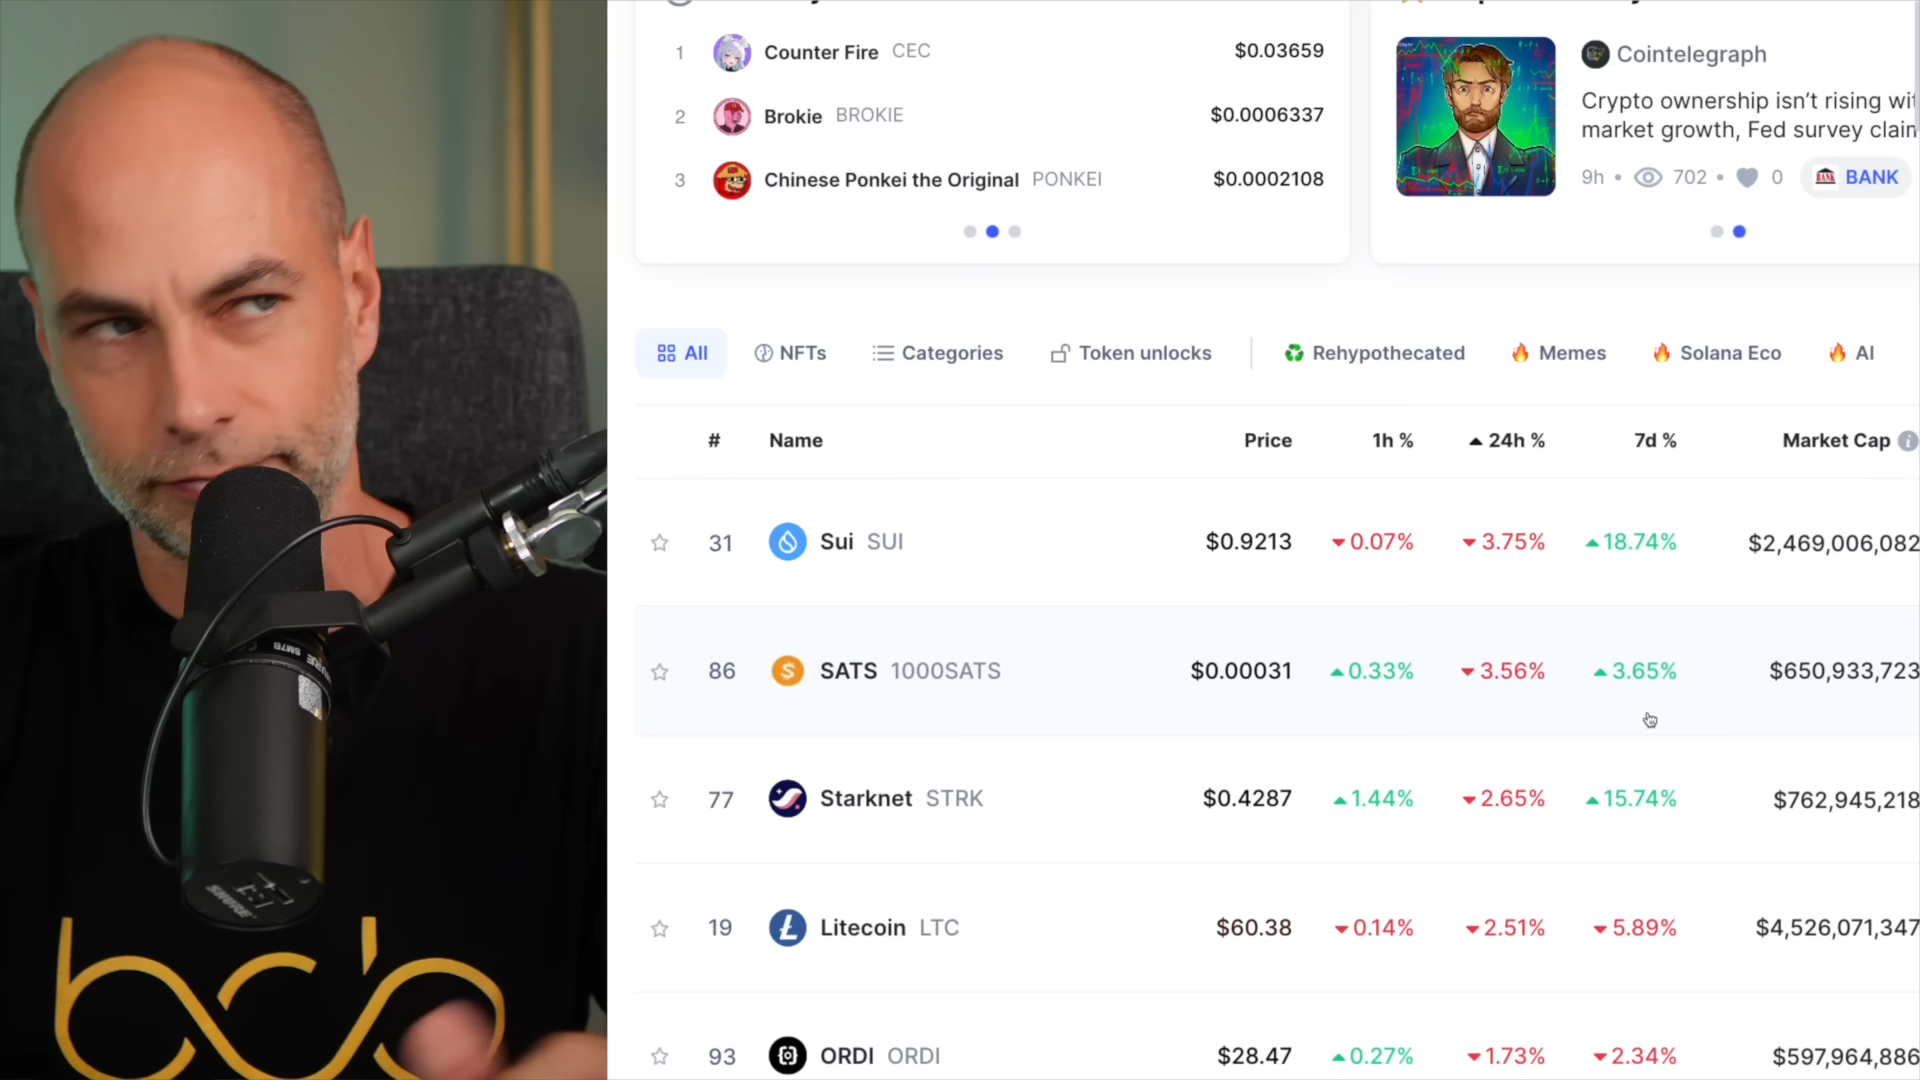 1 Counter Fire CEC $0.03659
2 Brokie BROKIE $0.0006337
3 Chinese Ponkei the Original PONKEI $0.0002108
Cointelegraph
Crypto ownership isn't rising
market growth, Fed survey
9h • 702 • 0 BANK
All NFTs Categories Token unlocks Rehypothecated Memes Solana Eco AI
# Name Price 1h % 24h % 7d % Market Cap
31 Sui SUI $0.9213 0.07% 3.75% 18.74% $2,469,006,082
86 SATS 1000SATS $0.00031 0.33% 3.56% 3.65% $650,933,723
77 Starknet STRK $0.4287 1.44% 2.65% 15.74% $762,945,218
19 Litecoin LTC $60.38 0.14% 2.51% 5.89% $4,526,071,347
93 ORDI ORDI $28.47 0.27% 1.73% 2.34% $597,964,886
SHURE SM7B
SHURE
bcb